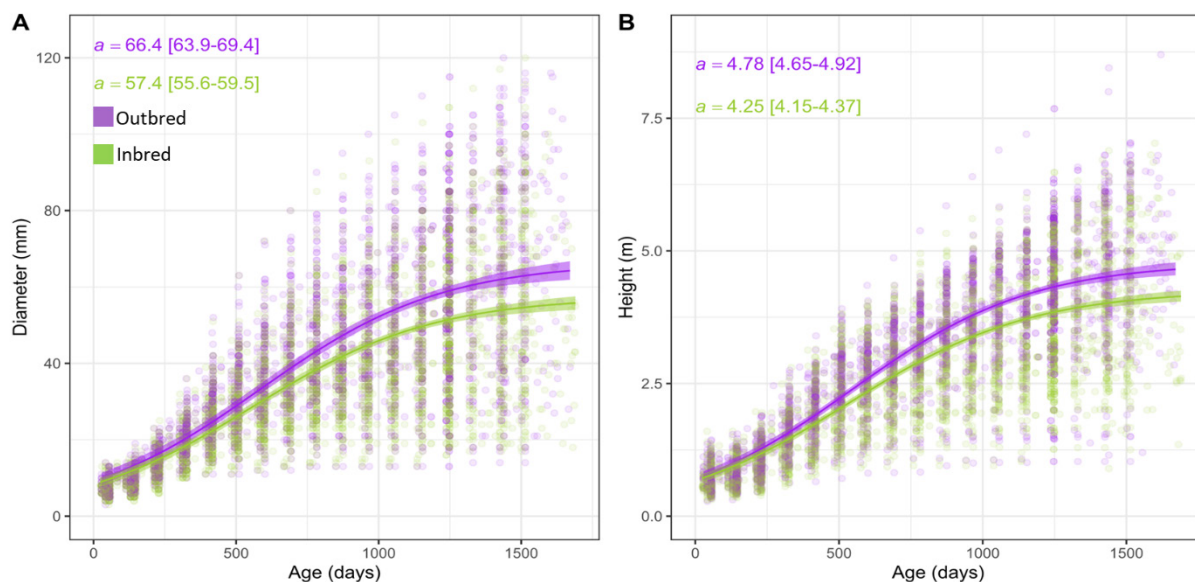 A
a = 66.4 [63.9-69.4]
a = 57.4 [55.6-59.5]
Outbred
Inbred
Diameter (mm)
120
80
40
0
0 500 1000 1500
Age (days)
B
a = 4.78 [4.65-4.92]
a = 4.25 [4.15-4.37]
Height (m)
7.5
5.0
2.5
0.0
0 500 1000 1500
Age (days)